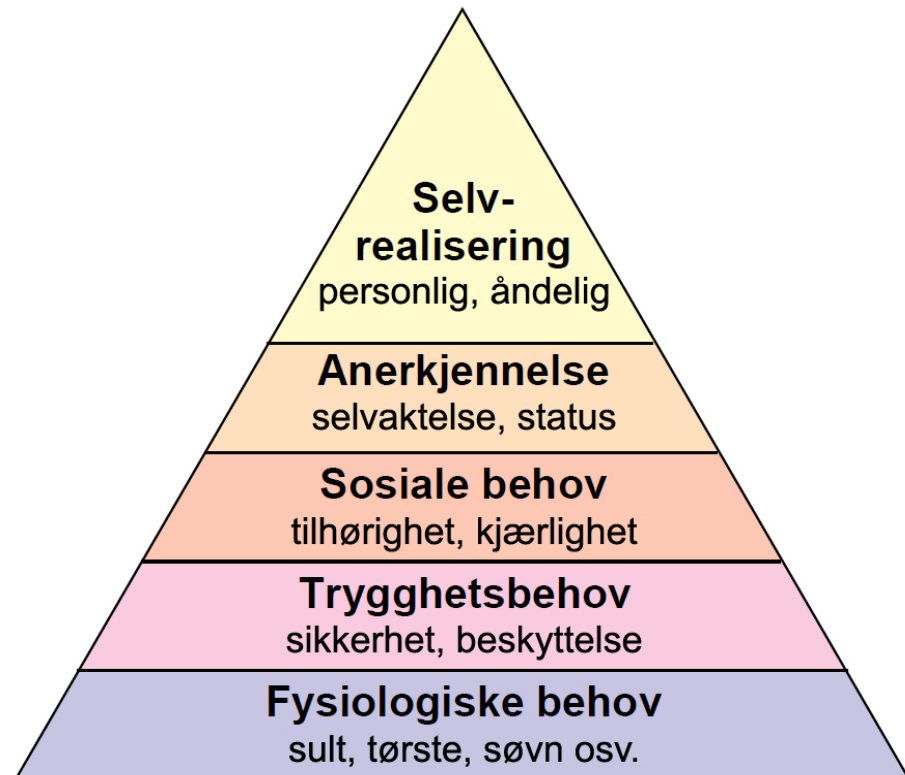 Selv-
realisering
personlig, åndelig
Anerkjennelse
selvaktelse, status
Sosiale behov
tilhørighet, kjærlighet
Trygghetsbehov
sikkerhet, beskyttelse
Fysiologiske behov
sult, tørste, søvn osv.